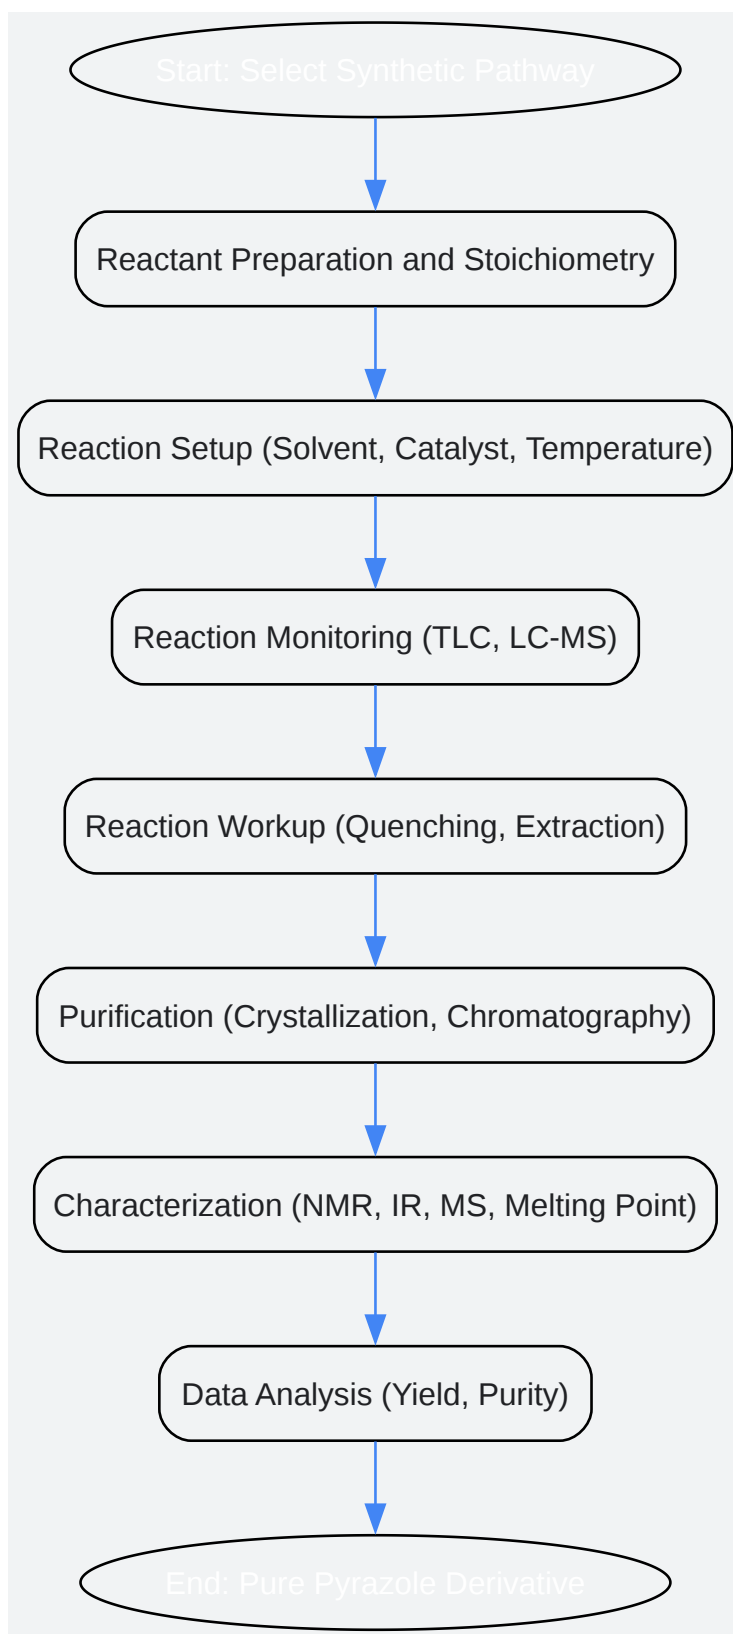 Start: Select Synthetic Pathway
Reactant Preparation and Stoichiometry
Reaction Setup (Solvent, Catalyst, Temperature)
Reaction Monitoring (TLC, LC-MS)
Reaction Workup (Quenching, Extraction)
Purification (Crystallization, Chromatography)
Characterization (NMR, IR, MS, Melting Point)
Data Analysis (Yield, Purity)
End: Pure Pyrazole Derivative